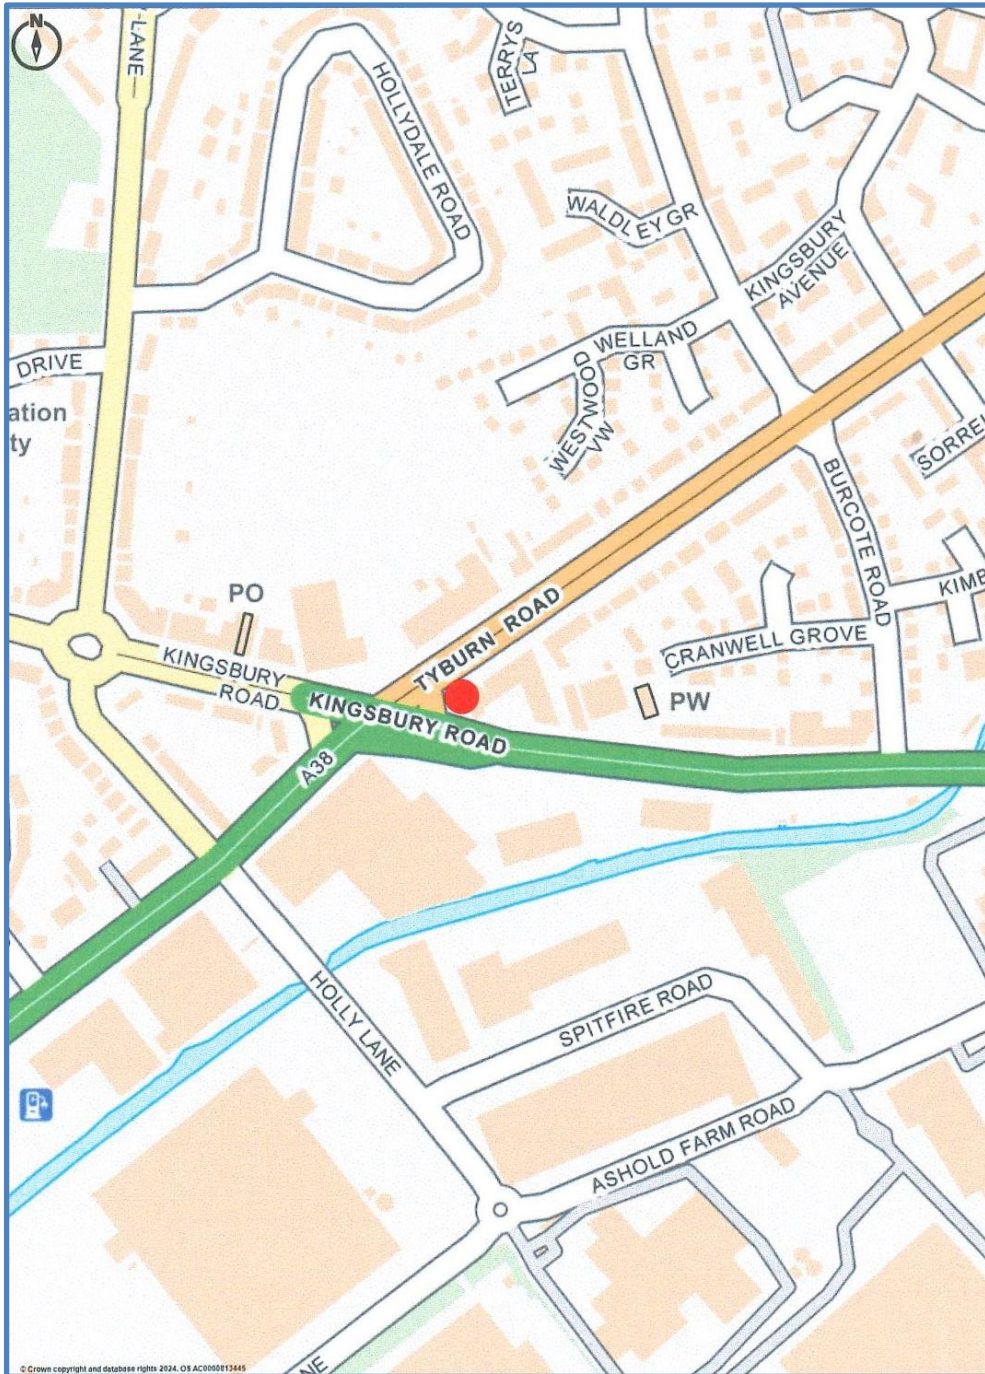 N
LANE
HOLLYDALE ROAD
TERRYS
LA
WALDLEY GR
KINGSBURY
AVENUE
WELLAND
GR
WESTWOOD
VW
DRIVE
ation
ty
SORREL
BURCOTE ROAD
KIMB
PO
TYBURN ROAD
CRANWELL GROVE
KINGSBURY
ROAD
KINGSBURY ROAD
PW
A38
HOLLY LANE
SPITFIRE ROAD
ASHOLD FARM ROAD
NE
© Crown copyright and database rights 2024. OS AC0000813445